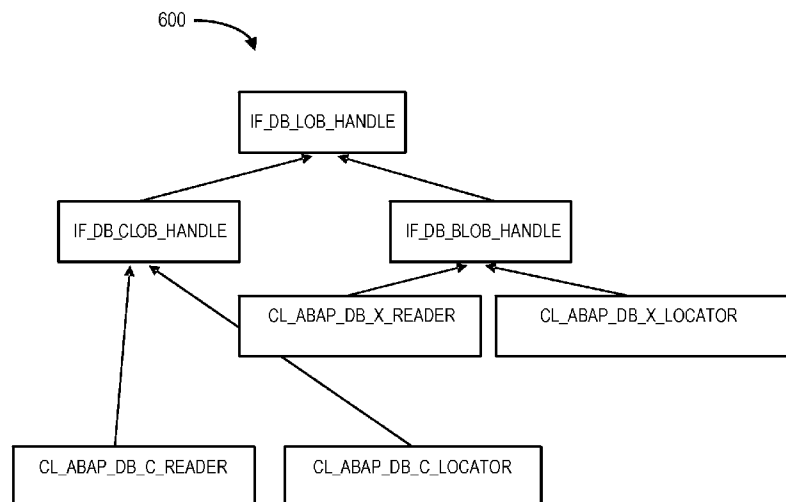 600
IF_DB_LOB_HANDLE
IF_DB_CLOB_HANDLE
IF_DB_BLOB_HANDLE
CL_ABAP_DB_X_READER
CL_ABAP_DB_X_LOCATOR
CL_ABAP_DB_C_READER
CL_ABAP_DB_C_LOCATOR